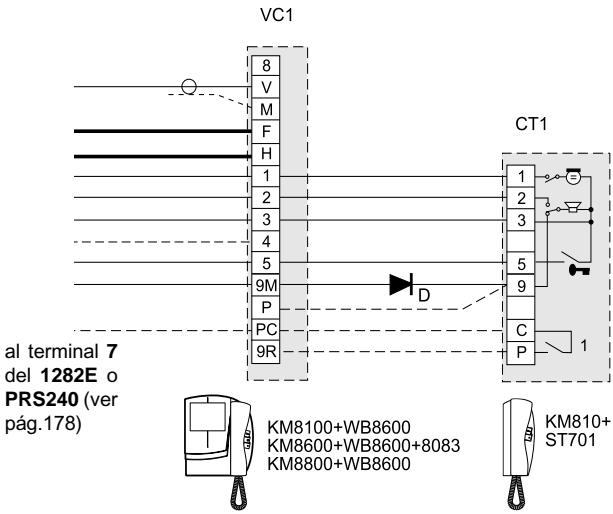 VC1
8
V
M
F
H
1
2
3
4
5
9M
P
PC
9R
CT1
1
2
3
5
9
C
P
1
D
al terminal 7
del 1282E o
PRS240 (ver
pág.178)
KM8100+WB8600
KM8600+WB8600+8083
KM8800+WB8600
KM810+
ST701